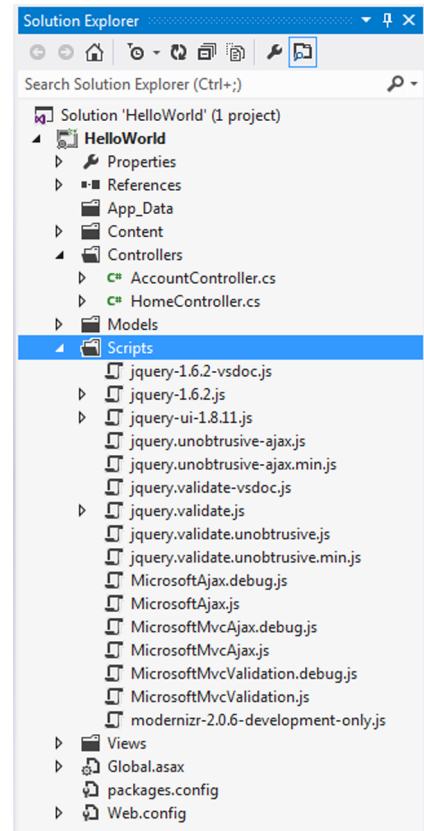 Solution Explorer
Search Solution Explorer (Ctrl+;)
Solution 'HelloWorld' (1 project)
HelloWorld
Properties
References
App_Data
Content
Controllers
C# AccountController.cs
C# HomeController.cs
Models
Scripts
jquery-1.6.2-vsdoc.js
jquery-1.6.2.js
jquery-ui-1.8.11.js
jquery.unobtrusive-ajax.js
jquery.unobtrusive-ajax.min.js
jquery.validate-vsdoc.js
jquery.validate.js
jquery.validate.unobtrusive.js
jquery.validate.unobtrusive.min.js
MicrosoftAjax.debug.js
MicrosoftAjax.js
MicrosoftMvcAjax.debug.js
MicrosoftMvcAjax.js
MicrosoftMvcValidation.debug.js
MicrosoftMvcValidation.js
modernizr-2.0.6-development-only.js
Views
Global.asax
packages.config
Web.config